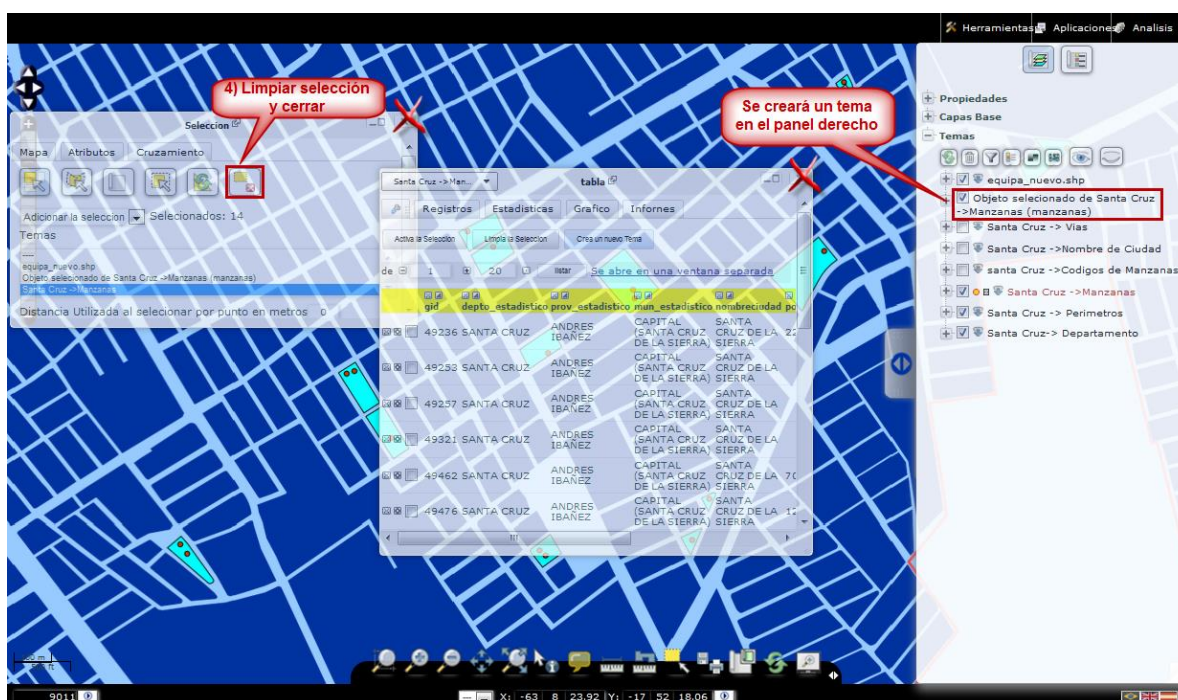 Herramientas Aplicaciones Analisis
4) Limpiar selección
y cerrar
Se creará un tema
en el panel derecho
Seleccion
Mapa Atributos Cruzamiento
Adicionar la seleccion Selecionados: 14
Temas
---
equipa_nuevo.shp
Objeto selecionado de Santa Cruz ->Manzanas (manzanas)
Santa Cruz ->Manzanas
Distancia Utilizada al selecionar por punto en metros 0
Santa Cruz ->Man... tabla
Registros Estadísticas Grafico Infornes
Activa la Seleccion Limpia la Seleccion Crea un nuevo Tema
de 1 20 listar Se abre en una ventana separada
gid depto_estadistico prov_estadistico mun_estadistico nombreciudad po
49236 SANTA CRUZ ANDRES IBAÑEZ CAPITAL (SANTA CRUZ DE LA SIERRA) SANTA CRUZ DE LA SIERRA 22
49253 SANTA CRUZ ANDRES IBAÑEZ CAPITAL (SANTA CRUZ DE LA SIERRA) SANTA CRUZ DE LA SIERRA
49257 SANTA CRUZ ANDRES IBAÑEZ CAPITAL (SANTA CRUZ DE LA SIERRA) SANTA CRUZ DE LA SIERRA
49321 SANTA CRUZ ANDRES IBAÑEZ CAPITAL (SANTA CRUZ DE LA SIERRA) SANTA CRUZ DE LA SIERRA
49462 SANTA CRUZ ANDRES IBAÑEZ CAPITAL (SANTA CRUZ DE LA SIERRA) SANTA CRUZ DE LA SIERRA 70
49476 SANTA CRUZ ANDRES IBAÑEZ CAPITAL (SANTA CRUZ DE LA SIERRA) SANTA CRUZ DE LA SIERRA 12
Propiedades
Capas Base
Temas
equipa_nuevo.shp
Objeto selecionado de Santa Cruz
->Manzanas (manzanas)
Santa Cruz -> Vias
Santa Cruz ->Nombre de Ciudad
santa Cruz ->Codigos de Manzanas
Santa Cruz ->Manzanas
Santa Cruz -> Perimetros
Santa Cruz-> Departamento
9011 X: -63 8 23.92 Y: -17 52 18.06